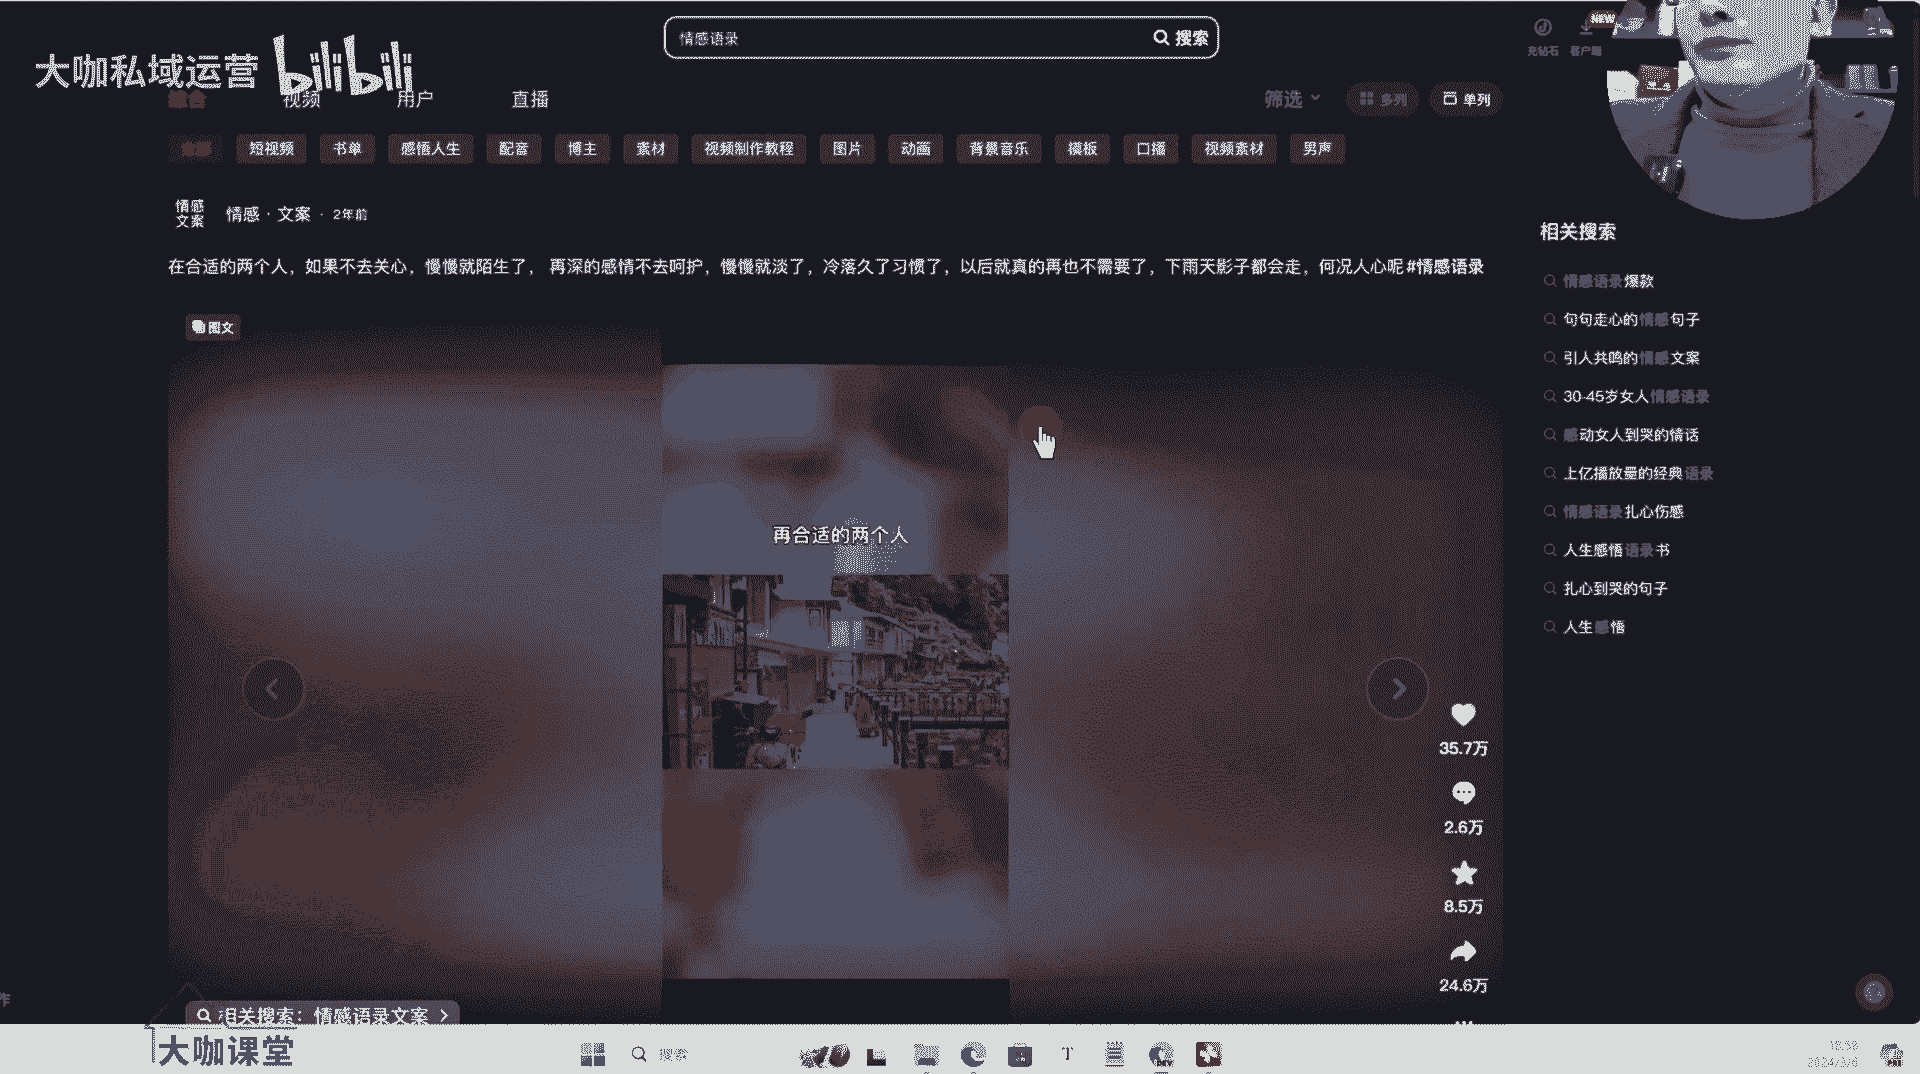 情感语录
搜索
充钻石
客户端
NEW
大咖私域运营
bilibili
综合
视频
用户
直播
筛选
多列
单列
全部
短视频
书单
感悟人生
配音
博主
素材
视频制作教程
图片
动画
背景音乐
模板
口播
视频素材
男声
情感
文案
情感·文案 · 2年前
在合适的两个人，如果不去关心，慢慢就陌生了， 再深的感情不去呵护，慢慢就淡了，冷落久了习惯了，以后就真的再也不需要了，下雨天影子都会走，何况人心呢#情感语录
图文
再合适的两个人
35.7万
2.6万
8.5万
24.6万
相关搜索
情感语录爆款
句句走心的情感句子
引人共鸣的情感文案
30-45岁女人情感语录
感动女人到哭的情话
上亿播放量的经典语录
情感语录扎心伤感
人生感悟语录书
扎心到哭的句子
人生感悟
相关搜索：情感语录文案
作
大咖课堂
搜索
18:58
2024/3/6